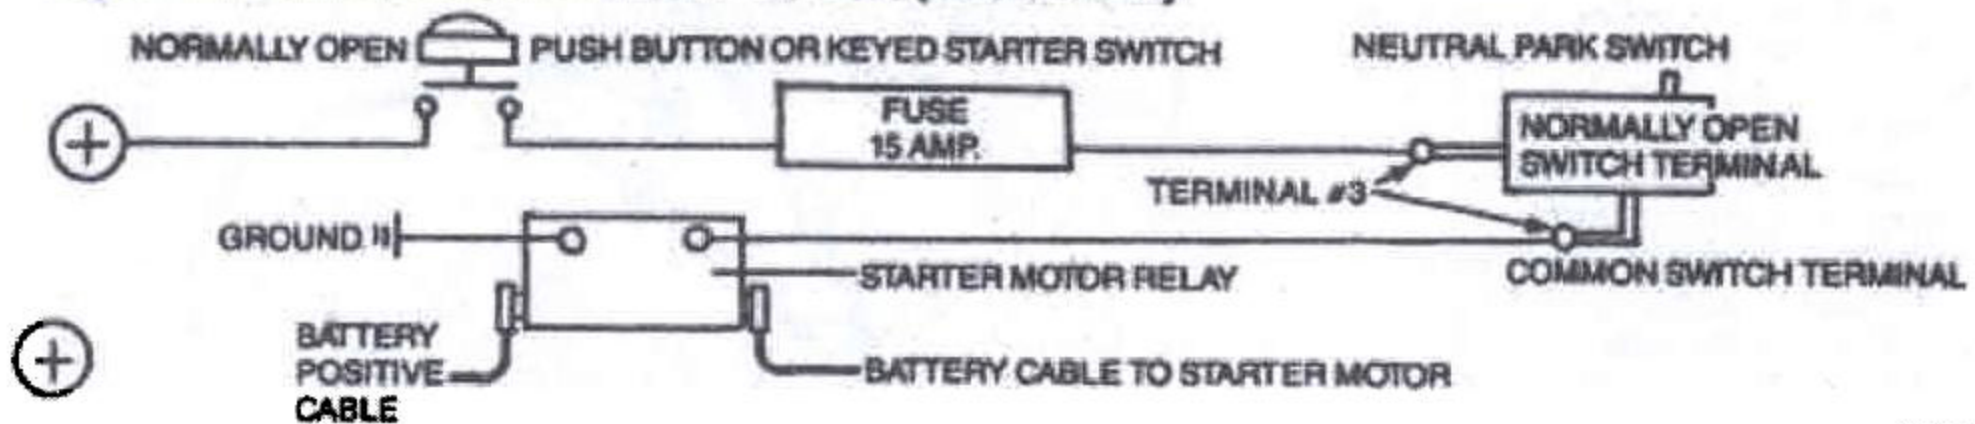 NORMALLY OPEN
PUSH BUTTON OR KEYED STARTER SWITCH
NEUTRAL PARK SWITCH
+
FUSE
15 AMP.
NORMALLY OPEN
SWITCH TERMINAL
TERMINAL #3
GROUND
STARTER MOTOR RELAY
COMMON SWITCH TERMINAL
+
BATTERY
POSITIVE
CABLE
BATTERY CABLE TO STARTER MOTOR